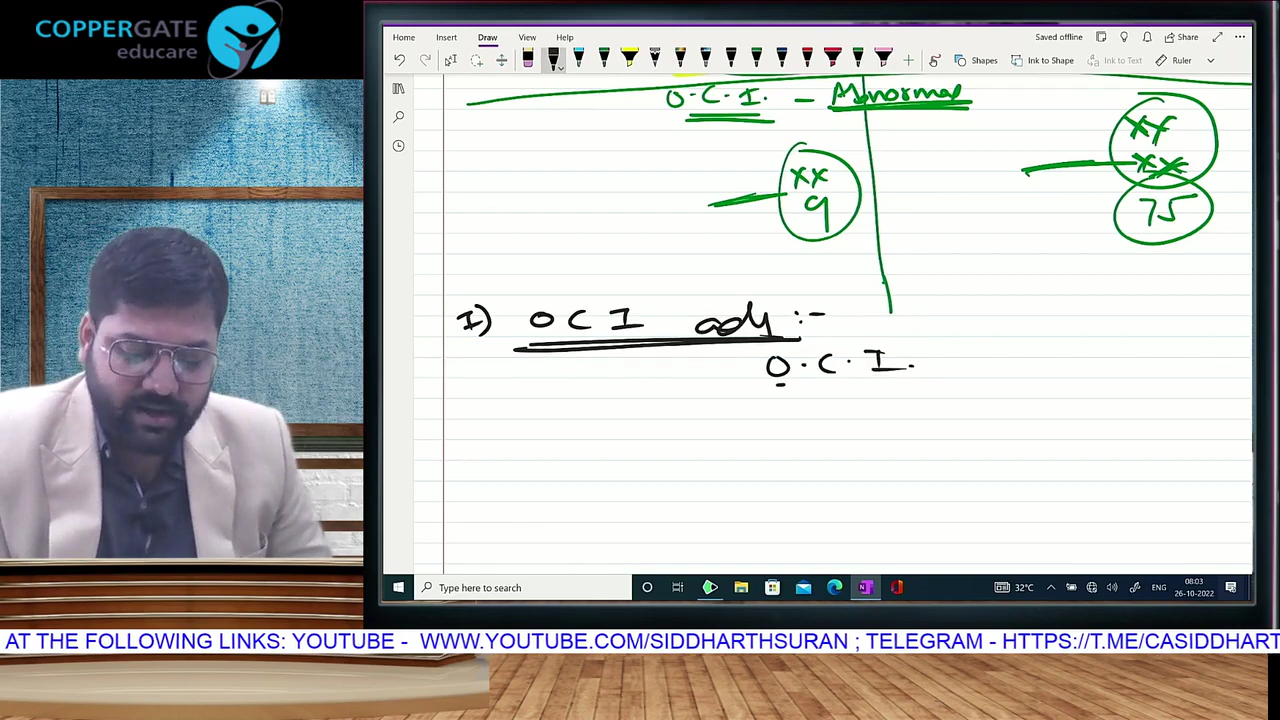 COPPERGATE
educare
Home Insert Draw View Help
Saved offline
Share
Shapes
Ink to Shape
Ink to Text
Ruler
O.C.I. - Abnormal
xx
9
xx
xx
75
I) OCI adj :-
O.C.I.
Type here to search
32°C
ENG
08:03
26-10-2022
AT THE FOLLOWING LINKS: YOUTUBE - WWW.YOUTUBE.COM/SIDDHARTHSURAN ; TELEGRAM - HTTPS://T.ME/CASIDDHART